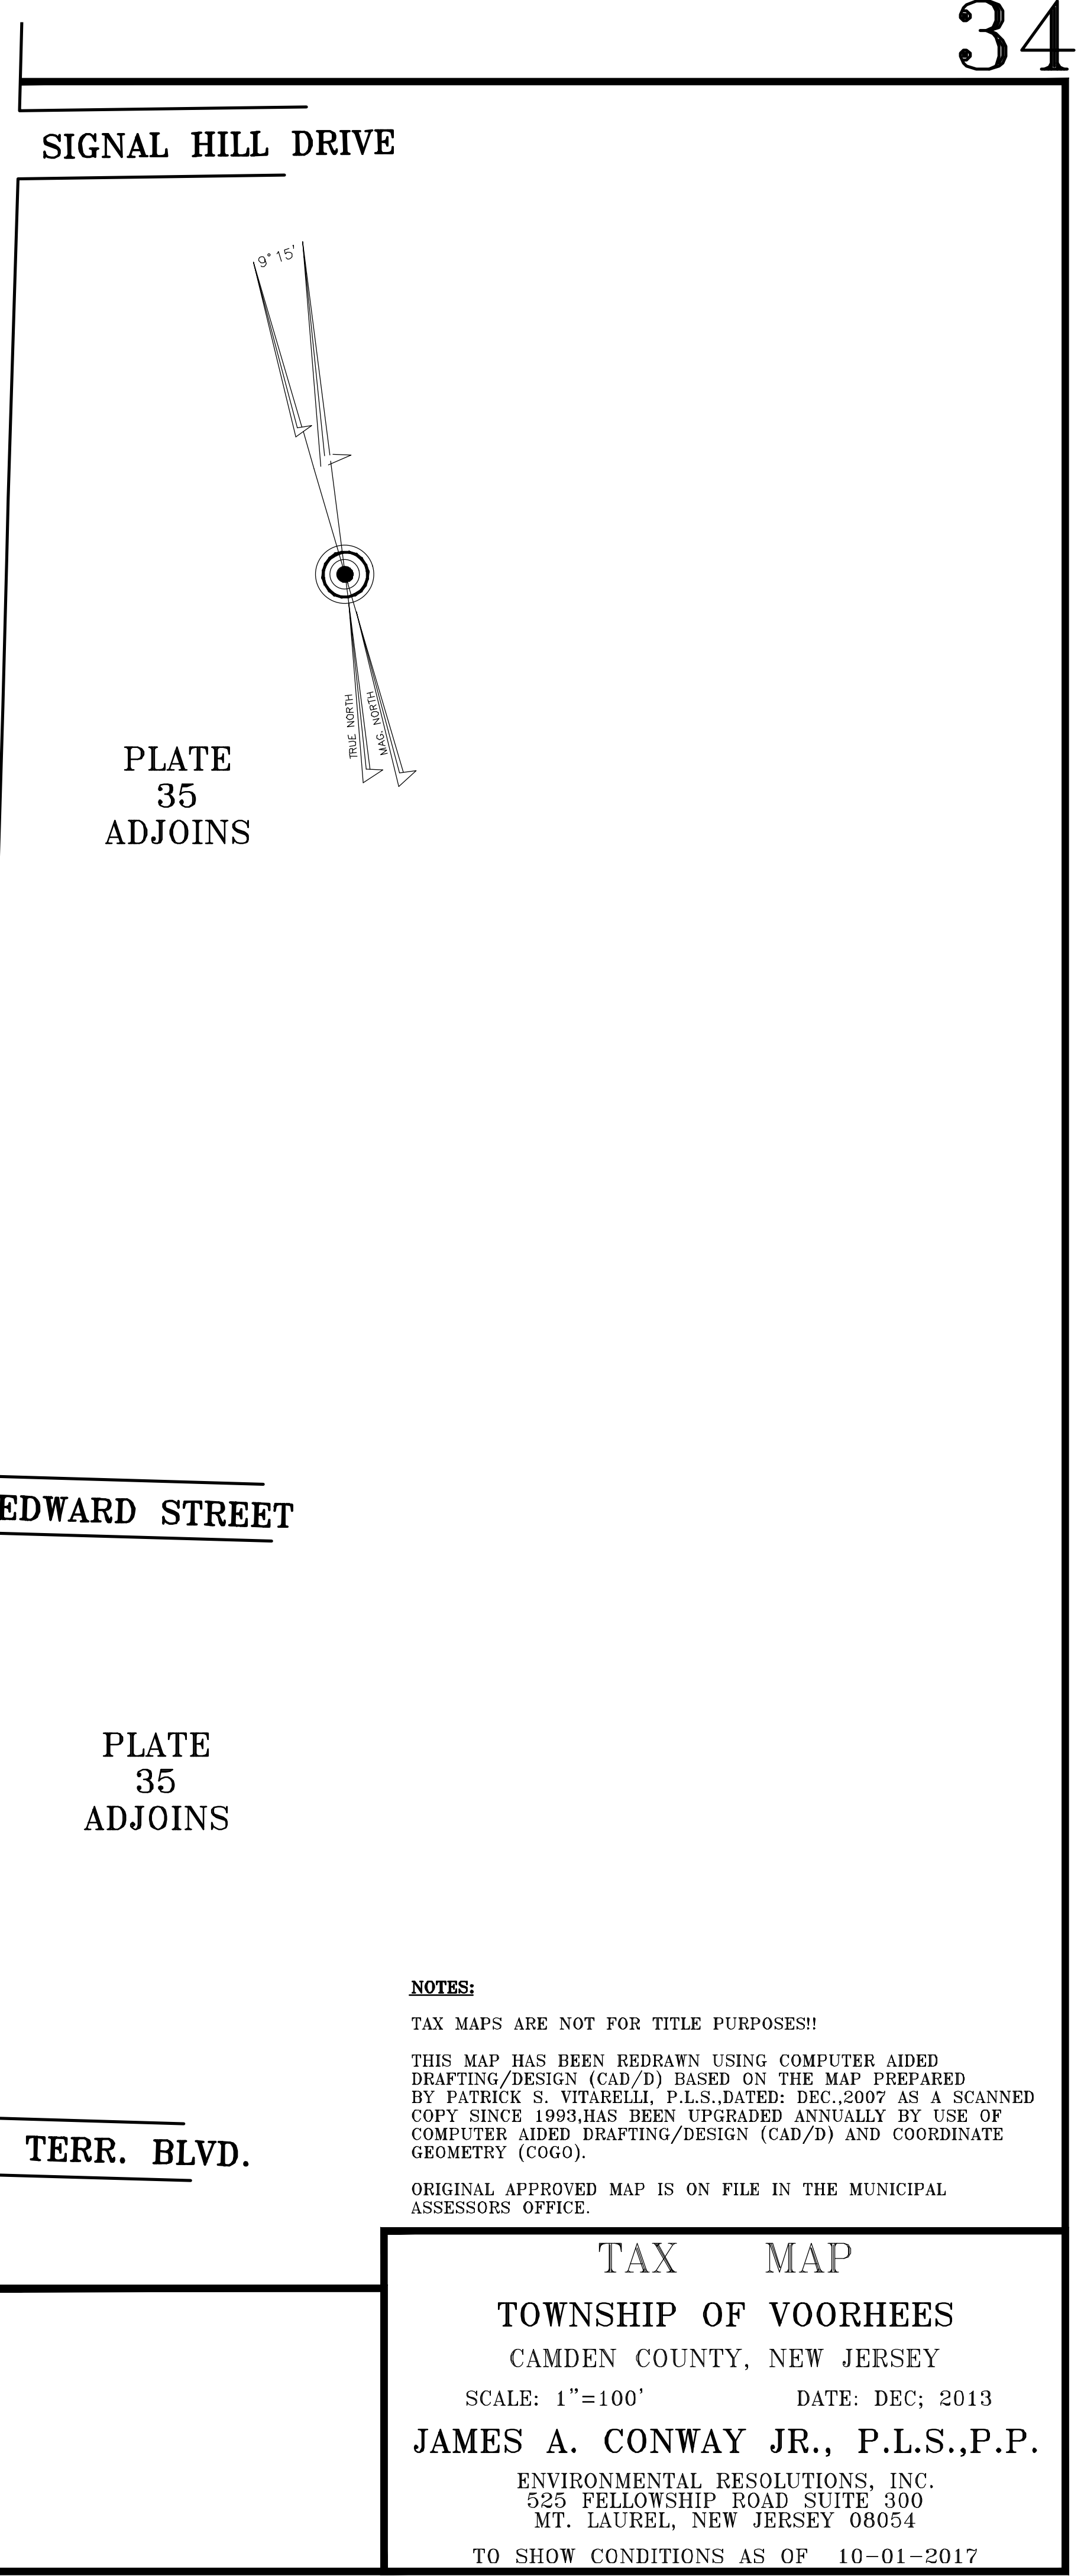 34
SIGNAL HILL DRIVE
9°15'
TRUE NORTH
MAG. NORTH
PLATE
35
ADJOINS
EDWARD STREET
PLATE
35
ADJOINS
NOTES:
TAX MAPS ARE NOT FOR TITLE PURPOSES!!
THIS MAP HAS BEEN REDRAWN USING COMPUTER AIDED
DRAFTING/DESIGN (CAD/D) BASED ON THE MAP PREPARED
BY PATRICK S. VITARELLI, P.L.S.,DATED: DEC.,2007 AS A SCANNED
COPY SINCE 1993,HAS BEEN UPGRADED ANNUALLY BY USE OF
COMPUTER AIDED DRAFTING/DESIGN (CAD/D) AND COORDINATE
GEOMETRY (COGO).
ORIGINAL APPROVED MAP IS ON FILE IN THE MUNICIPAL
ASSESSORS OFFICE.
TERR. BLVD.
TAX MAP
TOWNSHIP OF VOORHEES
CAMDEN COUNTY, NEW JERSEY
SCALE: 1"=100' DATE: DEC; 2013
JAMES A. CONWAY JR., P.L.S.,P.P.
ENVIRONMENTAL RESOLUTIONS, INC.
525 FELLOWSHIP ROAD SUITE 300
MT. LAUREL, NEW JERSEY 08054
TO SHOW CONDITIONS AS OF 10-01-2017